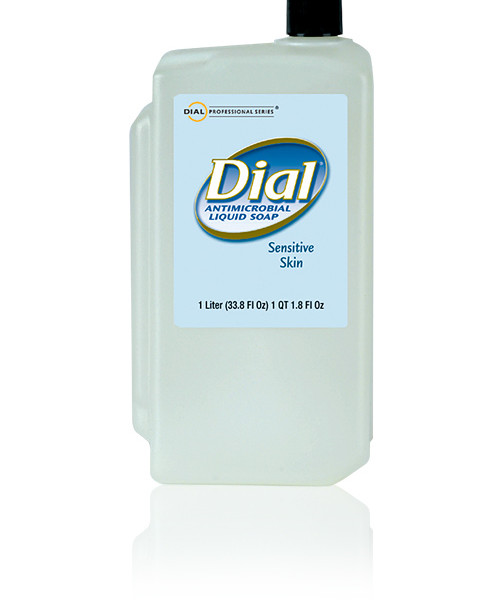 DIAL PROFESSIONAL SERIES®
Dial
ANTIMICROBIAL
LIQUID SOAP
Sensitive
Skin
1 Liter (33.8 Fl Oz) 1 QT 1.8 Fl Oz